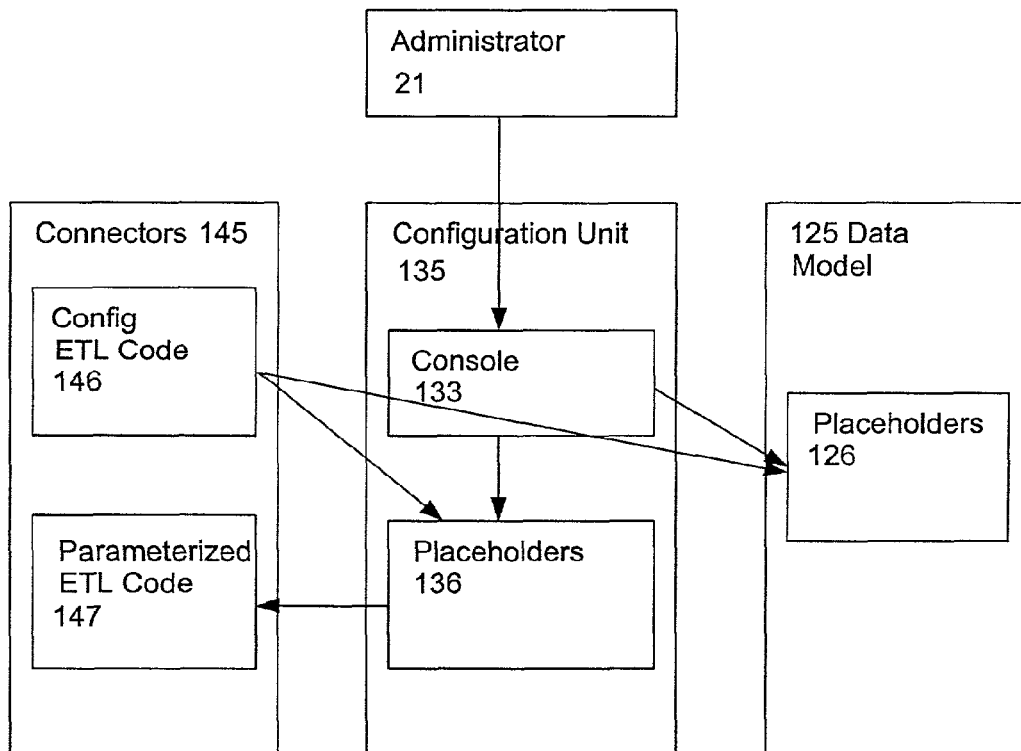 Administrator
21
Connectors 145
Config
ETL Code
146
Parameterized
ETL Code
147
Configuration Unit
135
Console
133
Placeholders
136
125 Data
Model
Placeholders
126